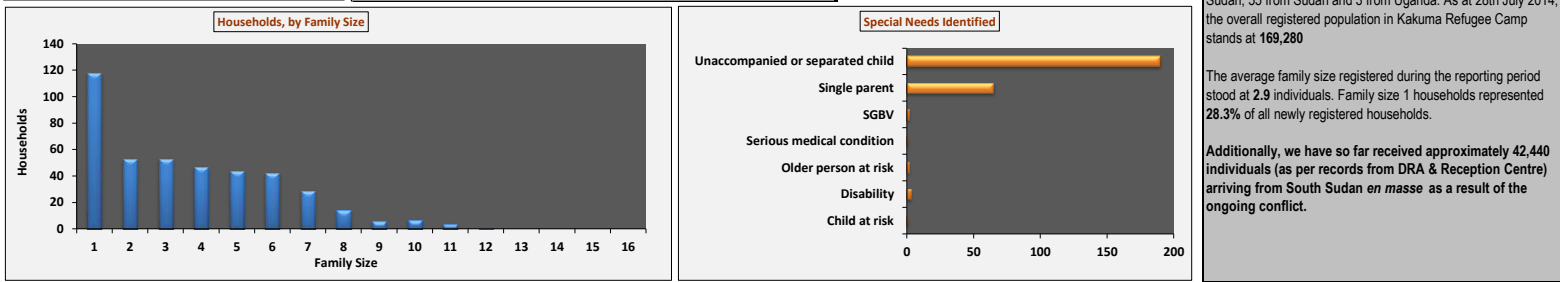 Households, by Family Size
Households
140
120
100
80
60
40
20
0
1 2 3 4 5 6 7 8 9 10 11 12 13 14 15 16
Family Size
Special Needs Identified
Unaccompanied or separated child
Single parent
SGBV
Serious medical condition
Older person at risk
Disability
Child at risk
0 50 100 150 200
Sudan, 35 from Sudan and 3 from Uganda. As at 28th July 2014,
the overall registered population in Kakuma Refugee Camp
stands at 169,280
The average family size registered during the reporting period
stood at 2.9 individuals. Family size 1 households represented
28.3% of all newly registered households.
Additionally, we have so far received approximately 42,440
individuals (as per records from DRA & Reception Centre)
arriving from South Sudan en masse as a result of the
ongoing conflict.